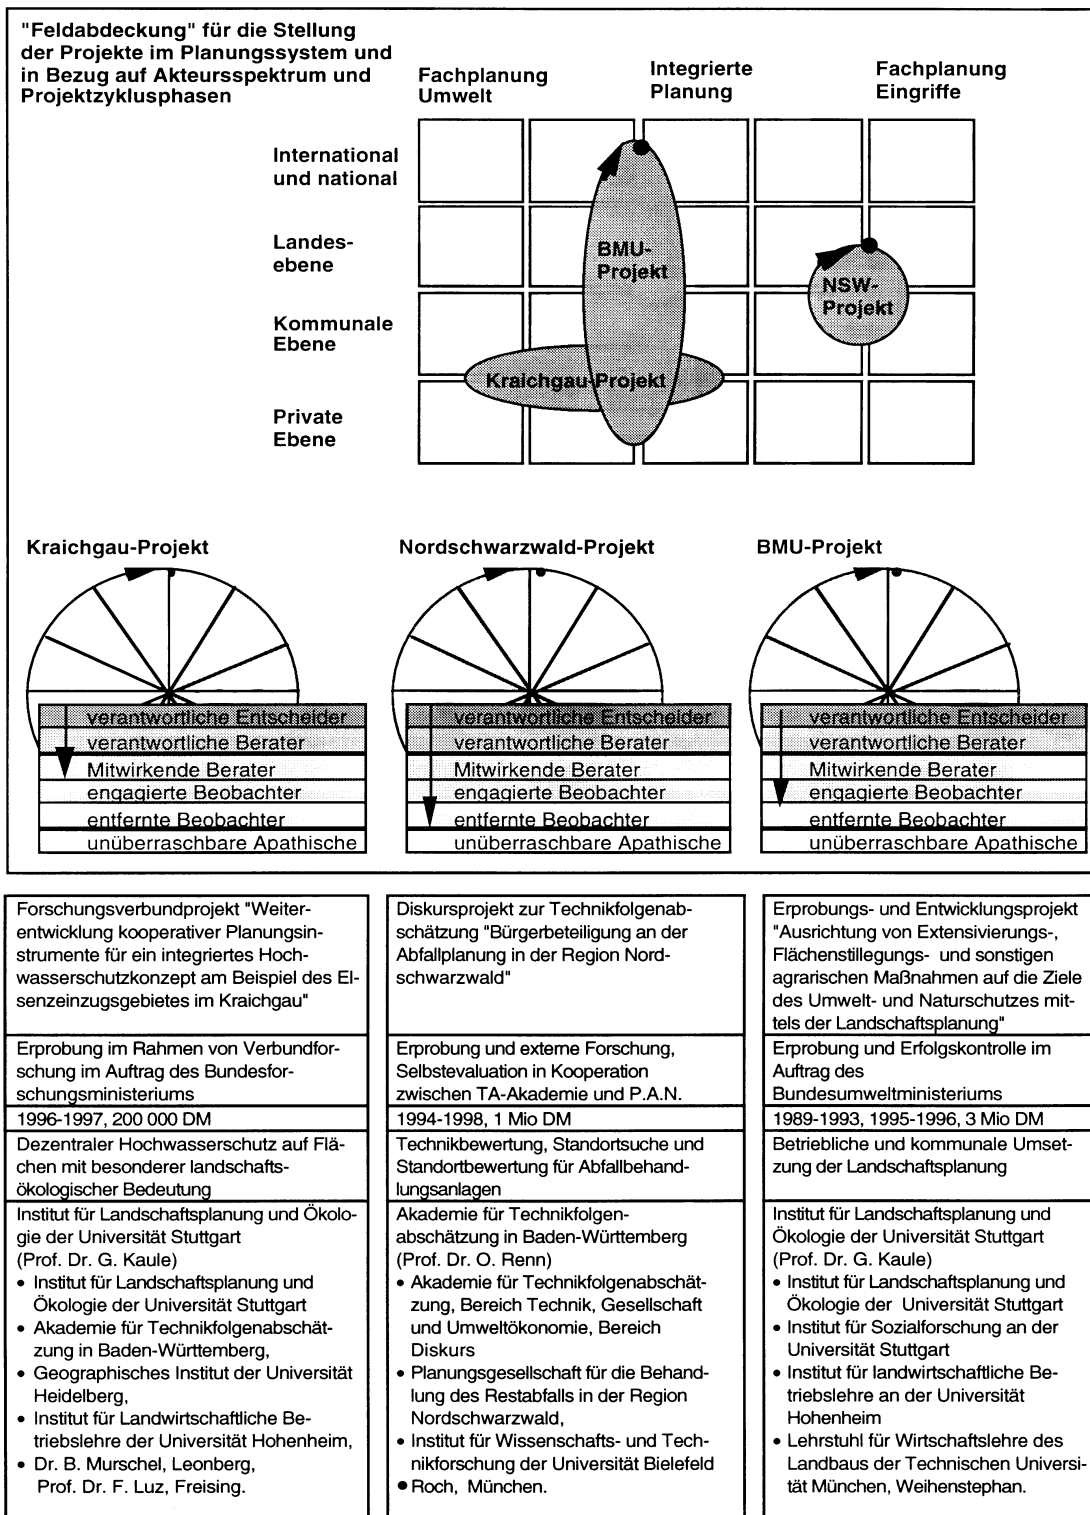 "Feldabdeckung" für die Stellung
der Projekte im Planungssystem und
in Bezug auf Akteursspektrum und
Projektzyklusphasen
Fachplanung
Umwelt
Integrierte
Planung
Fachplanung
Eingriffe
International
und national
Landes-
ebene
Kommunale
Ebene
Private
Ebene
BMU-
Projekt
NSW-
Projekt
Kraichgau-Projekt
Kraichgau-Projekt
verantwortliche Entscheider
verantwortliche Berater
Mitwirkende Berater
engagierte Beobachter
entfernte Beobachter
unüberraschbare Apathische
Nordschwarzwald-Projekt
verantwortliche Entscheider
verantwortliche Berater
Mitwirkende Berater
engagierte Beobachter
entfernte Beobachter
unüberraschbare Apathische
BMU-Projekt
verantwortliche Entscheider
verantwortliche Berater
Mitwirkende Berater
engagierte Beobachter
entfernte Beobachter
unüberraschbare Apathische
Forschungsverbundprojekt "Weiter-
entwicklung kooperativer Planungsin-
strumente für ein integriertes Hoch-
wasserschutzkonzept am Beispiel des El-
senzeinzugsgebietes im Kraichgau"
Erprobung im Rahmen von Verbundfor-
schung im Auftrag des Bundesfor-
schungsministeriums
1996-1997, 200 000 DM
Dezentraler Hochwasserschutz auf Flä-
chen mit besonderer landschafts-
ökologischer Bedeutung
Institut für Landschaftsplanung und Ökolo-
gie der Universität Stuttgart
(Prof. Dr. G. Kaule)
• Institut für Landschaftsplanung und
Ökologie der Universität Stuttgart
• Akademie für Technikfolgenabschät-
zung in Baden-Württemberg,
• Geographisches Institut der Universität
Heidelberg,
• Institut für Landwirtschaftliche Be-
triebslehre der Universität Hohenheim,
• Dr. B. Murschel, Leonberg,
Prof. Dr. F. Luz, Freising.
Diskursprojekt zur Technikfolgenab-
schätzung "Bürgerbeteiligung an der
Abfallplanung in der Region Nord-
schwarzwald"
Erprobung und externe Forschung,
Selbstevaluation in Kooperation
zwischen TA-Akademie und P.A.N.
1994-1998, 1 Mio DM
Technikbewertung, Standortsuche und
Standortbewertung für Abfallbehand-
lungsanlagen
Akademie für Technikfolgen-
abschätzung in Baden-Württemberg
(Prof. Dr. O. Renn)
• Akademie für Technikfolgenabschät-
zung, Bereich Technik, Gesellschaft
und Umweltökonomie, Bereich
Diskurs
• Planungsgesellschaft für die Behand-
lung des Restabfalls in der Region
Nordschwarzwald,
• Institut für Wissenschafts- und Tech-
nikforschung der Universität Bielefeld
• Roch, München.
Erprobungs- und Entwicklungsprojekt
"Ausrichtung von Extensivierungs-,
Flächenstillegungs- und sonstigen
agrarischen Maßnahmen auf die Ziele
des Umwelt- und Naturschutzes mit-
tels der Landschaftsplanung"
Erprobung und Erfolgskontrolle im
Auftrag des
Bundesumweltministeriums
1989-1993, 1995-1996, 3 Mio DM
Betriebliche und kommunale Umset-
zung der Landschaftsplanung
Institut für Landschaftsplanung und
Ökologie der Universität Stuttgart
(Prof. Dr. G. Kaule)
• Institut für Landschaftsplanung und
Ökologie der Universität Stuttgart
• Institut für Sozialforschung an der
Universität Stuttgart
• Institut für landwirtschaftliche Be-
triebslehre an der Universität
Hohenheim
• Lehrstuhl für Wirtschaftslehre des
Landbaus der Technischen Universi-
tät München, Weihenstephan.